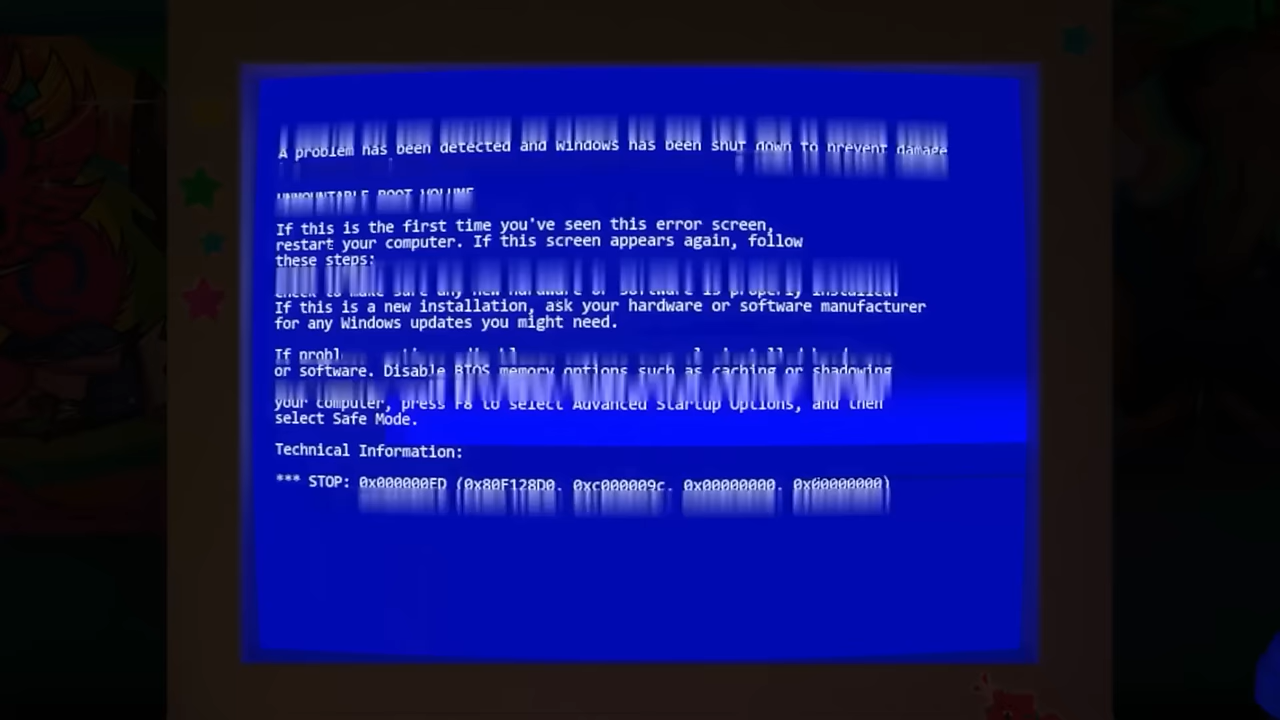 A problem has been detected and Windows has been shut down to prevent damage
UNMOUNTABLE BOOT VOLUME
If this is the first time you've seen this error screen,
restart your computer. If this screen appears again, follow
these steps:
Check to make sure any new hardware or software is properly installed.
If this is a new installation, ask your hardware or software manufacturer
for any Windows updates you might need.
If
or software. Disable BIOS memory options such as caching or shadowing
your computer, press F8 to select Advanced Startup Options, and then
select Safe Mode.
Technical Information:
*** STOP: 0x000000ED (0x80F128D0, 0xc000009c, 0x00000000, 0x00000000)